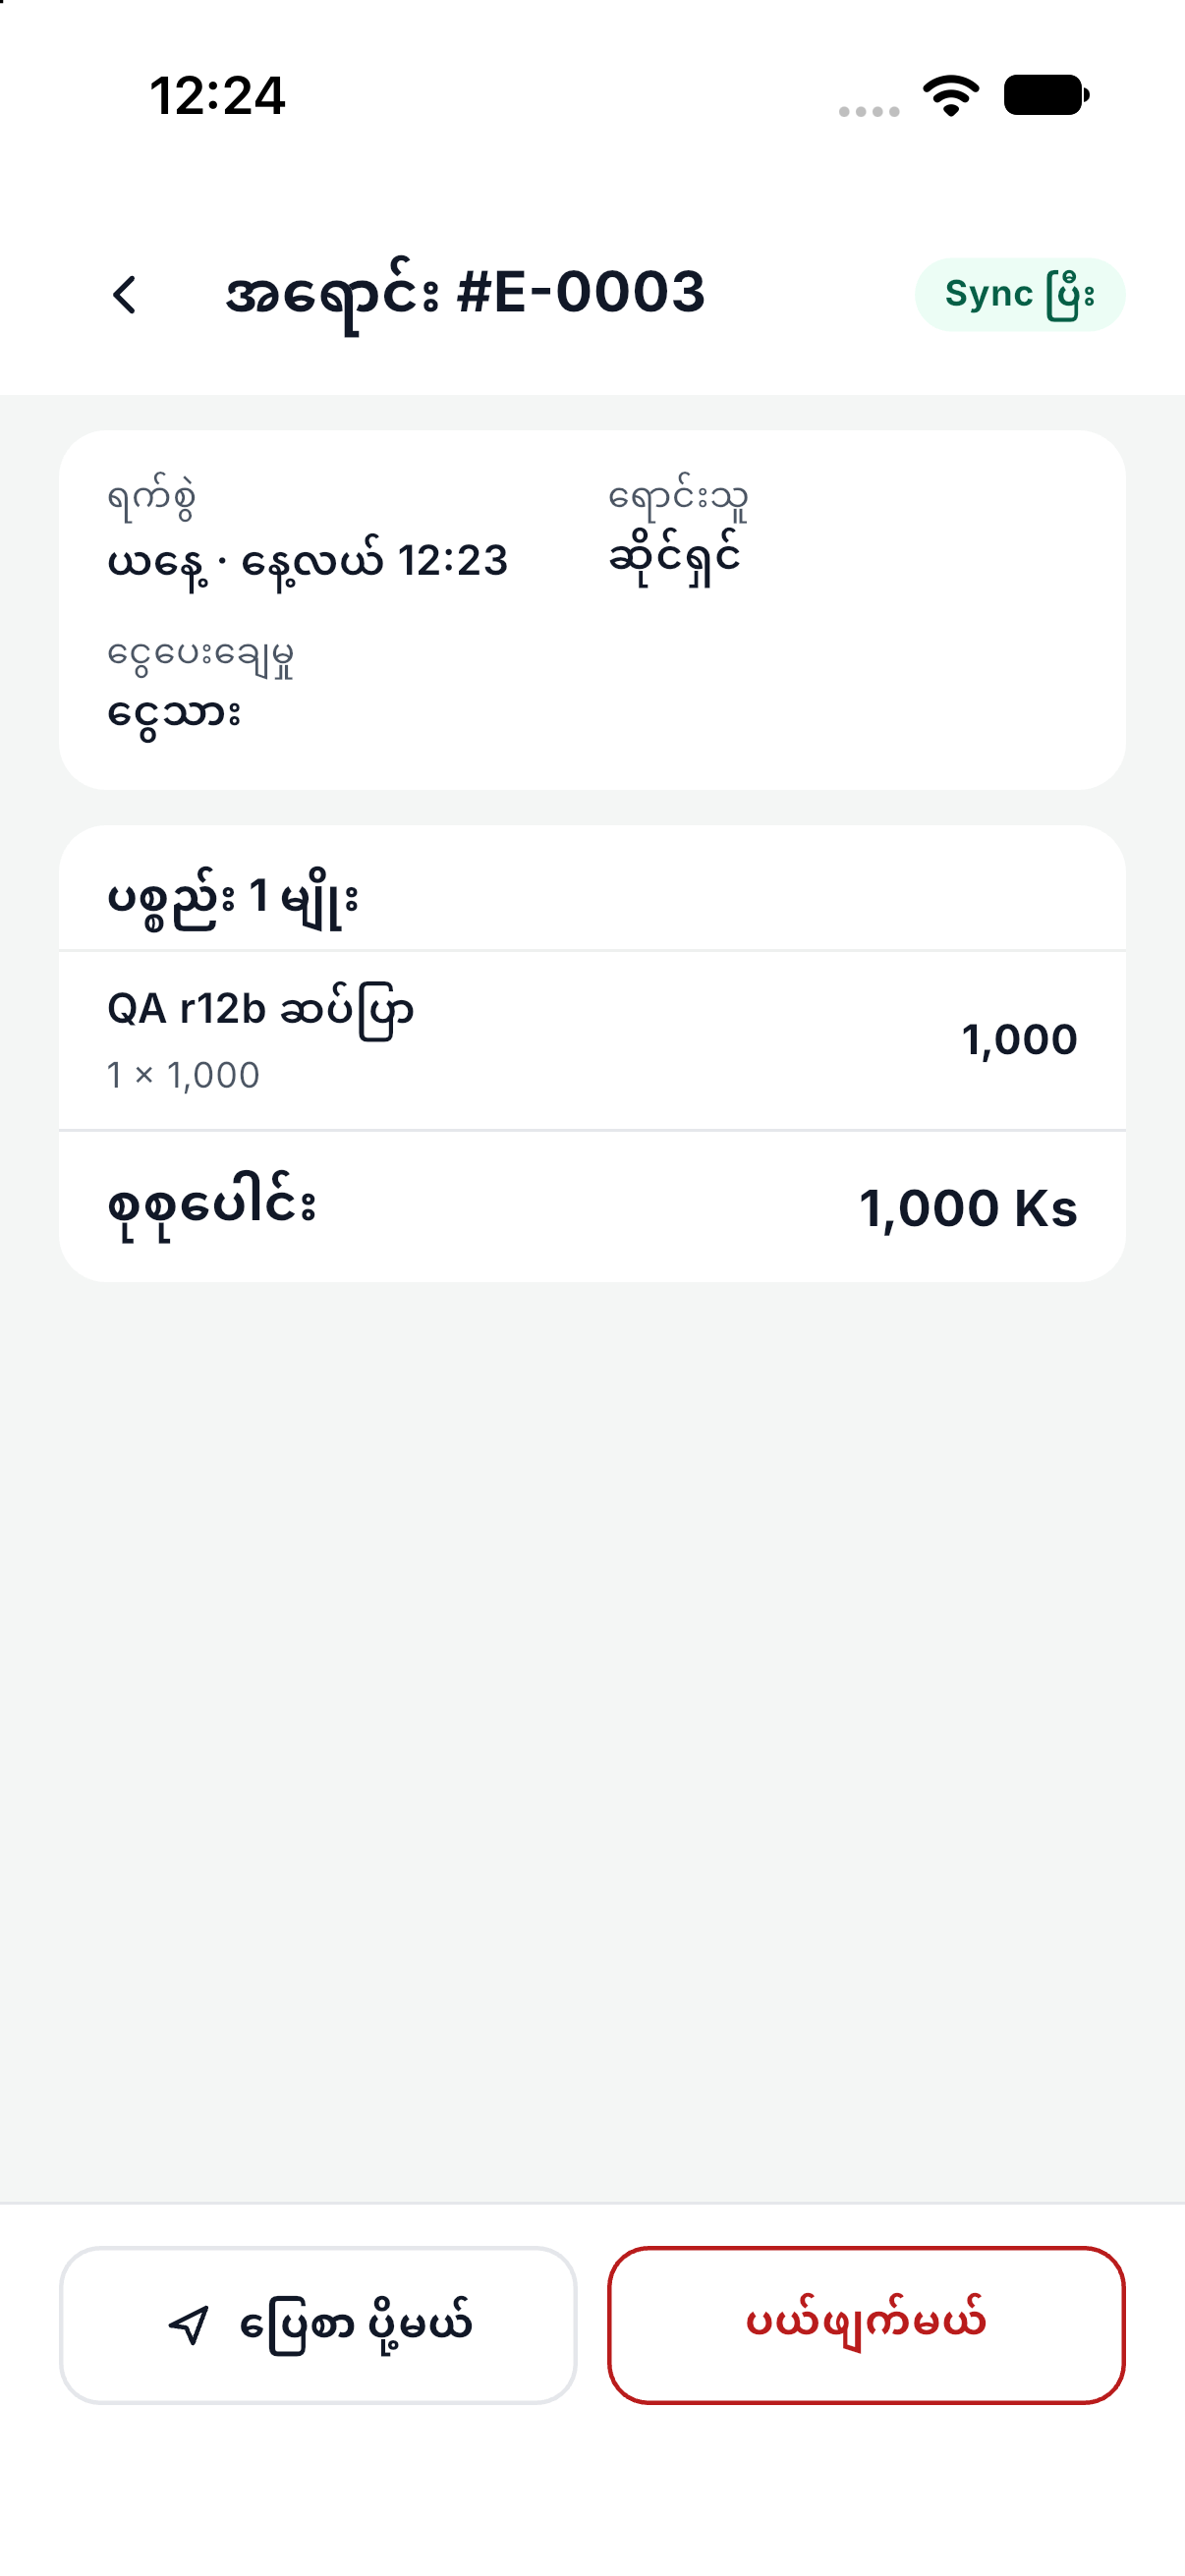 12:24
အရောင်း #E-0003
Sync ပြီး
ရက်စွဲ
ယနေ့ · နေ့လယ် 12:23
ရောင်းသူ
ဆိုင်ရှင်
ငွေပေးချေမှု
ငွေသား
ပစ္စည်း 1 မျိုး
QA r12b ဆပ်ပြာ
1 × 1,000
1,000
စုစုပေါင်း
1,000 Ks
ပြေစာ ပို့မယ်
ပယ်ဖျက်မယ်